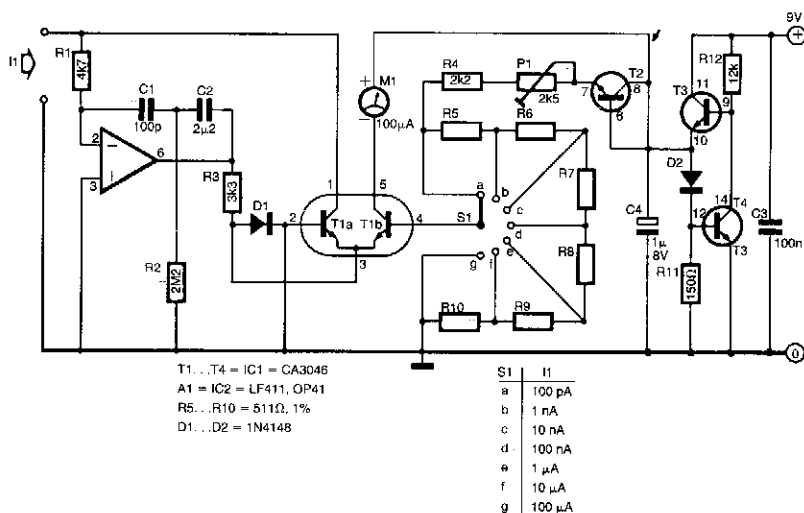 9V
I1
R1
4k7
C1
100p
C2
2µ2
2
3
6
R3
3k3
D1
R2
2M2
+
M1
−
100µA
1
5
2
T1a
T1b
4
3
R4
2k2
P1
2k5
7
T2
8
6
R5
R6
R7
R8
R9
R10
S1
a
b
c
d
e
f
g
R12
12k
T3
11
9
10
D2
12
14
T4
T3
R11
150Ω
C4
1µ
8V
C3
100n
+
0
T1...T4 = IC1 = CA3046
A1 = IC2 = LF411, OP41
R5...R10 = 511Ω, 1%
D1...D2 = 1N4148
S1 I1
a 100 pA
b 1 nA
c 10 nA
d 100 nA
e 1 µA
f 10 µA
g 100 µA